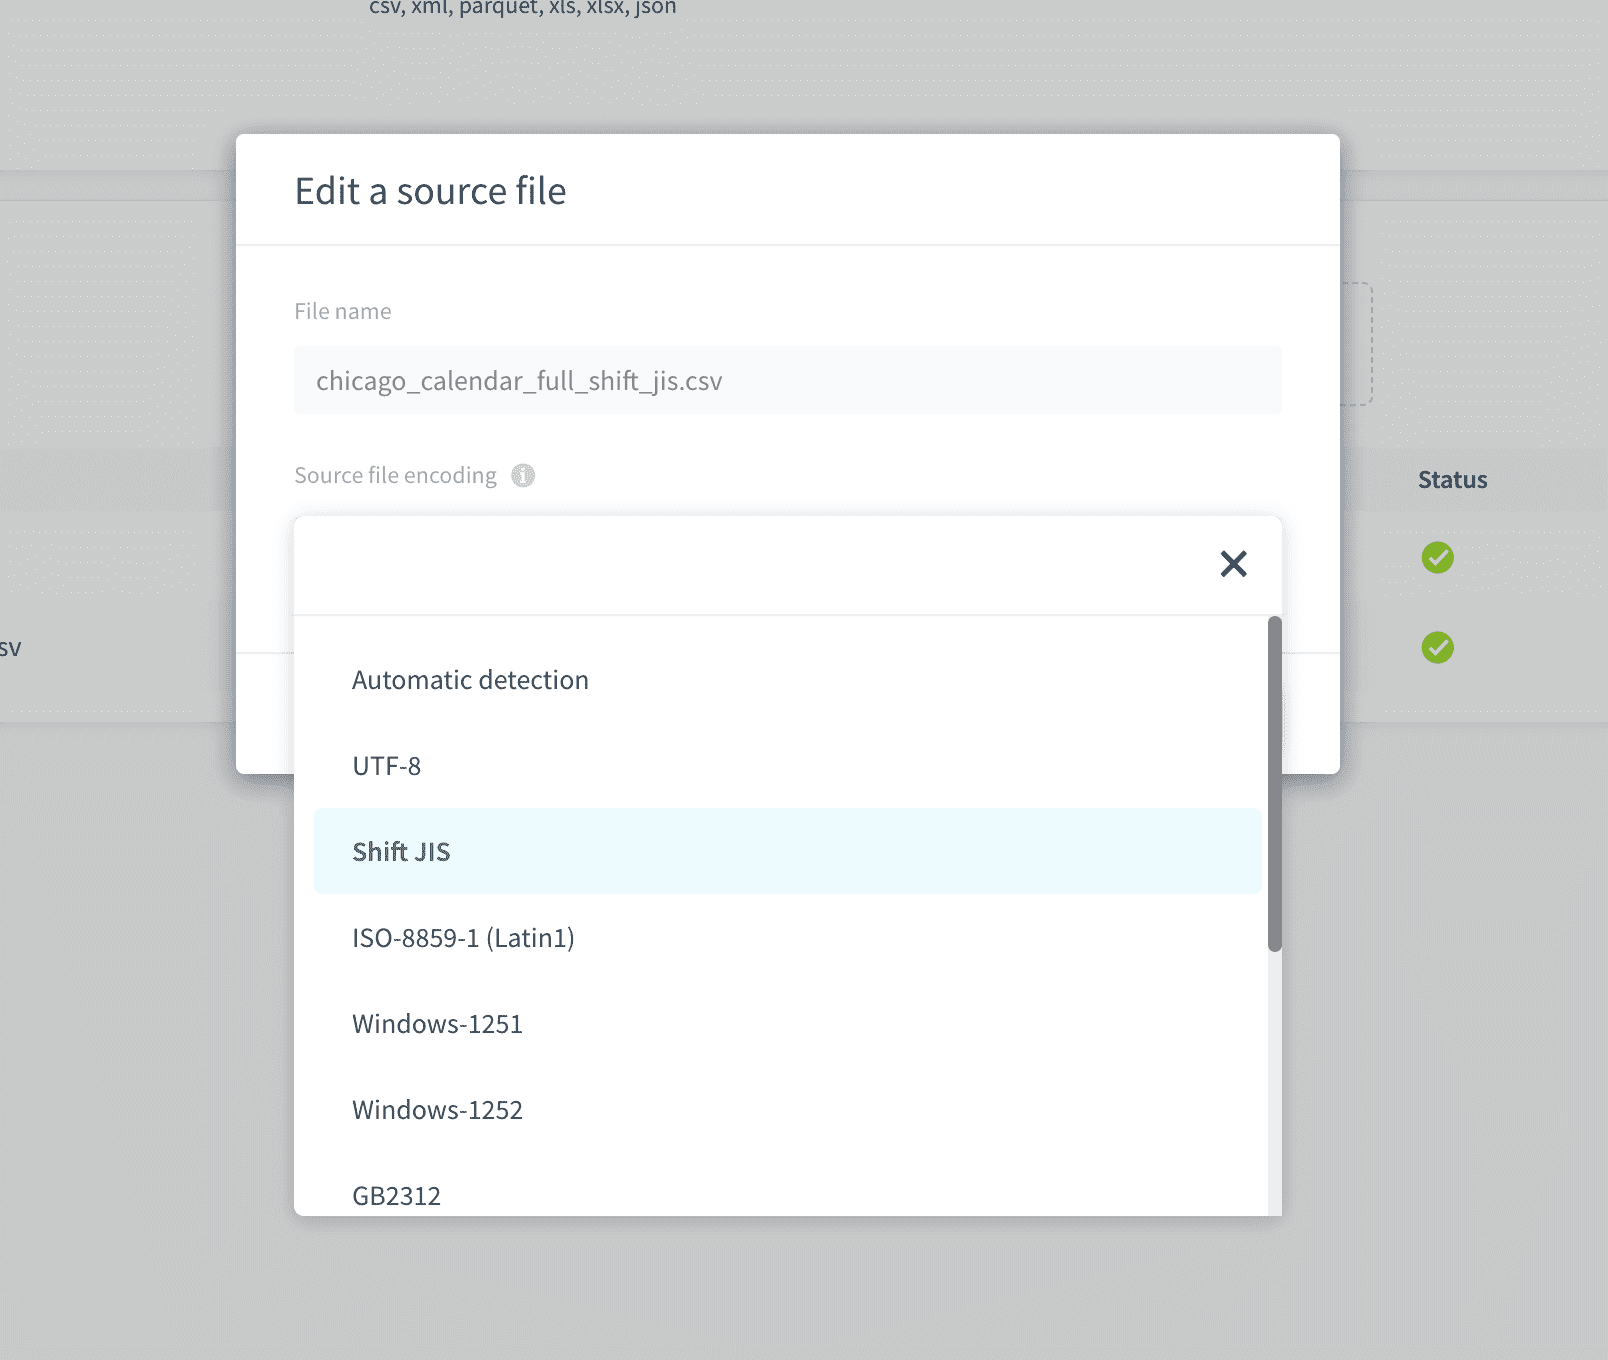 csv, xml, parquet, xls, xlsx, json
Edit a source file
File name
chicago_calendar_full_shift_jis.csv
Source file encoding
Status
Automatic detection
sv
UTF-8
Shift JIS
ISO-8859-1 (Latin1)
Windows-1251
Windows-1252
GB2312